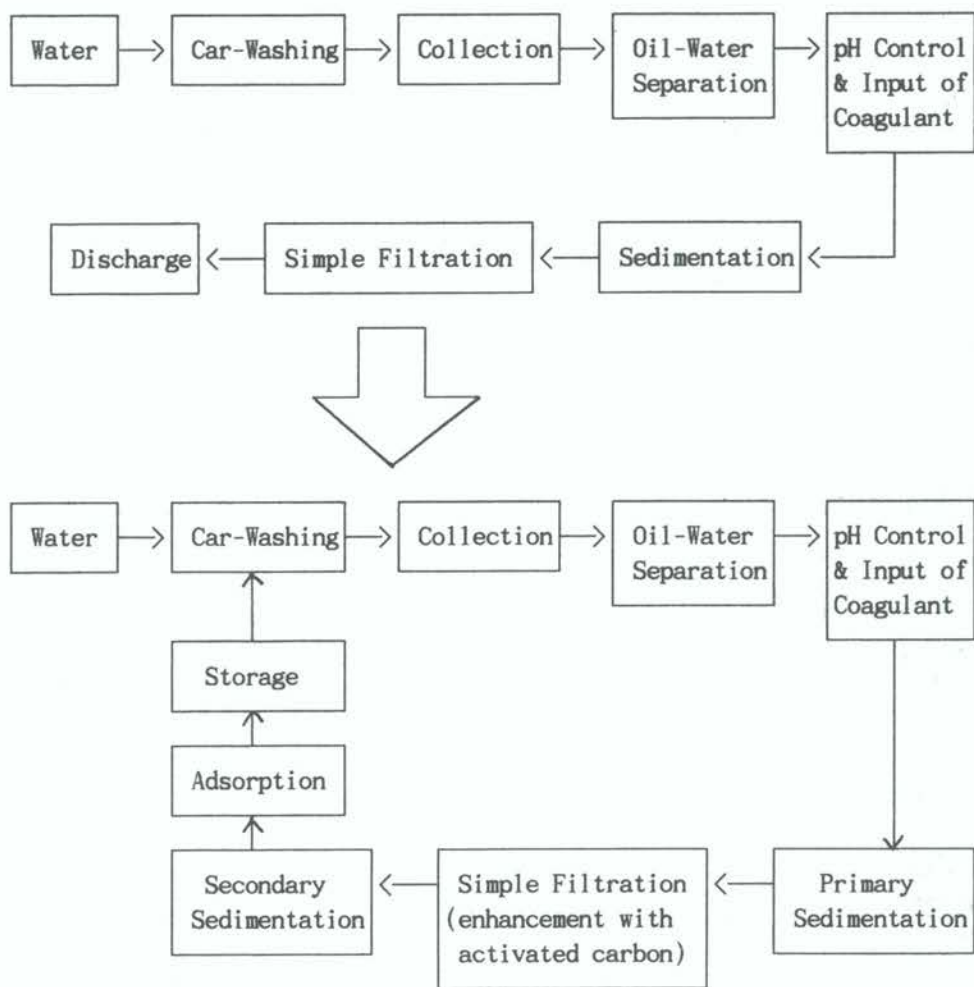 Water
Car-Washing
Collection
Oil-Water
Separation
pH Control
& Input of
Coagulant
Discharge
Simple Filtration
Sedimentation
Water
Car-Washing
Collection
Oil-Water
Separation
pH Control
& Input of
Coagulant
Storage
Adsorption
Secondary
Sedimentation
Simple Filtration
(enhancement with
activated carbon)
Primary
Sedimentation